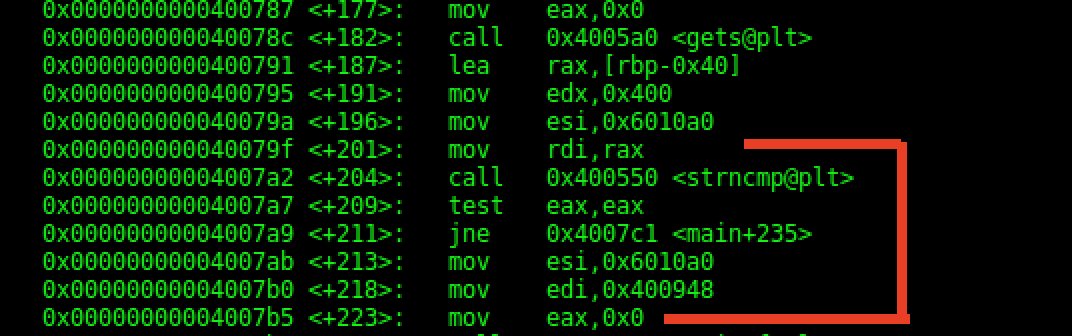 0x0000000000400787 <+177>: mov eax,0x0
0x000000000040078c <+182>: call 0x4005a0 <gets@plt>
0x0000000000400791 <+187>: lea rax,[rbp-0x40]
0x0000000000400795 <+191>: mov edx,0x400
0x000000000040079a <+196>: mov esi,0x6010a0
0x000000000040079f <+201>: mov rdi,rax
0x00000000004007a2 <+204>: call 0x400550 <strncmp@plt>
0x00000000004007a7 <+209>: test eax,eax
0x00000000004007a9 <+211>: jne 0x4007c1 <main+235>
0x00000000004007ab <+213>: mov esi,0x6010a0
0x00000000004007b0 <+218>: mov edi,0x400948
0x00000000004007b5 <+223>: mov eax,0x0